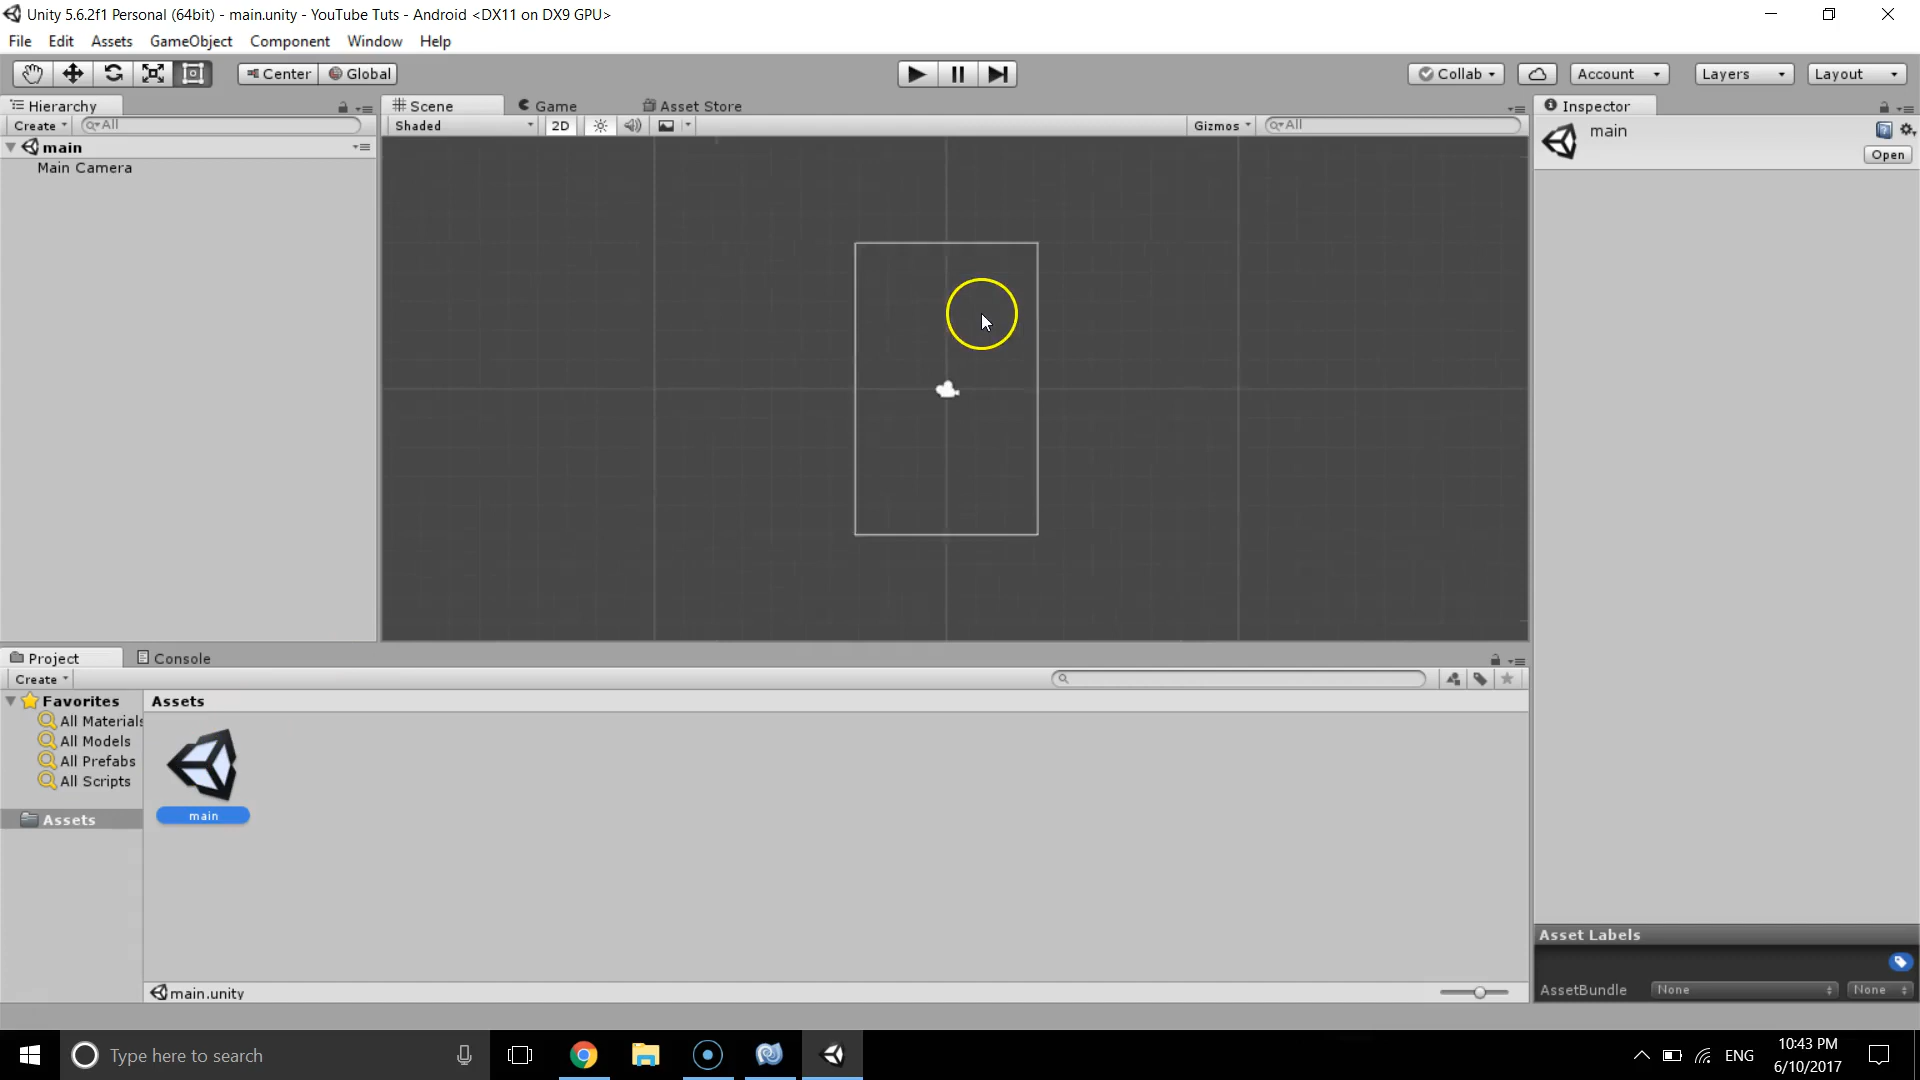 Unity 5.6.2f1 Personal (64bit) - main.unity - YouTube Tuts - Android <DX11 on DX9 GPU>
File Edit Assets GameObject Component Window Help
Center Global Collab Account Layers Layout
Hierarchy Scene Game Asset Store Inspector
Create All Shaded 2D Gizmos All main
main Open
Main Camera
Project Console
Create
Favorites Assets
All Materials
All Models
All Prefabs
All Scripts
main
Assets
Asset Labels
AssetBundle None None
main.unity
Type here to search ENG 10:43 PM
6/10/2017